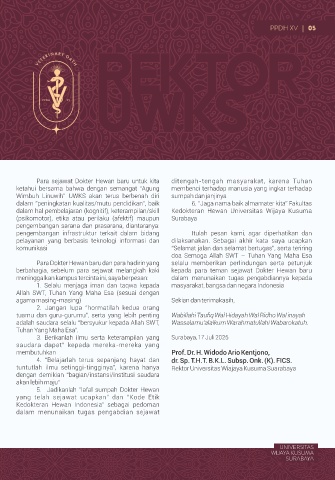 PPDH XV | 05
VETERINARY OATH
REKTOR
UWKS
Para sejawat Dokter Hewan baru untuk kita
ketahui bersama bahwa dengan semangat "Agung
Wimbuh Linuwih" UWKS akan terus berbenah diri
dalam "peningkatan kualitas/mutu pendidikan", baik
dalam hal pembelajaran (kognitif), keterampilan/skill
(psikomotor), etika atau perilaku (afektif) maupun
pengembangan sarana dan prasarana, diantaranya:
pengembangan infrastruktur terkait dalam bidang
pelayanan yang berbasis teknologi informasi dan
komunikasi
Para Dokter Hewan baru dan para hadirin yang
berbahagia, sebelum para sejawat melangkah kaki
meninggalkan kampus tercinta ini, saya berpesan:
1. Selalu menjaga iman dan taqwa kepada
Allah SWT, Tuhan Yang Maha Esa (sesuai dengan
agama masing-masing)
2. Jangan lupa "hormatilah kedua orang
tuamu dan guru-gurumu", serta yang lebih penting
adalah saudara selalu "bersyukur kepada Allah SWT,
Tuhan Yang Maha Esa".
3. Berikanlah ilmu serta keterampilan yang
saudara dapat" kepada mereka-mereka yang
membutuhkan
4. "Belajarlah terus sepanjang hayat dan
tuntutlah ilmu setinggi-tingginya", karena hanya
dengan demikian "bagian/instansi/institusi saudara
akan lebih maju"
5. Jadikanlah "lafal sumpah Dokter Hewan
yang telah sejawat ucapkan" dan "Kode Etik
Kedokteran Hewan Indonesia" sebagai pedoman
dalam menunaikan tugas pengabdian sejawat
ditengah-tengah masyarakat, karena Tuhan
membenci terhadap manusia yang ingkar terhadap
sumpah dan janjinya
6. "Jaga nama baik almamater kita" Fakultas
Kedokteran Hewan Universitas Wijaya Kusuma
Surabaya
Itulah pesan kami, agar diperhatikan dan
dilaksanakan. Sebagai akhir kata saya ucapkan
"Selamat jalan dan selamat bertugas", serta teriring
doa Semoga Allah SWT – Tuhan Yang Maha Esa
selalu memberikan perlindungan serta petunjuk
kepada para teman sejawat Dokter Hewan baru
dalam menunaikan tugas pengabdiannya kepada
masyarakat, bangsa dan negara Indonesia
Sekian dan terimakasih,
Wabillahi Taufiq Wal Hidayah Wal Ridho Wal Inayah
Wassalamu'alaikum Warahmatullahi Wabarokatuh.
Surabaya, 17 Juli 2025
Prof. Dr. H. Widodo Ario Kentjono,
dr. Sp. T.H.T. B.K.L. Subsp. Onk. (K). FICS.
Rektor Universitas Wijaya Kusuma Surabaya
UNIVERSITAS
WIJAYA KUSUMA
SURABAYA